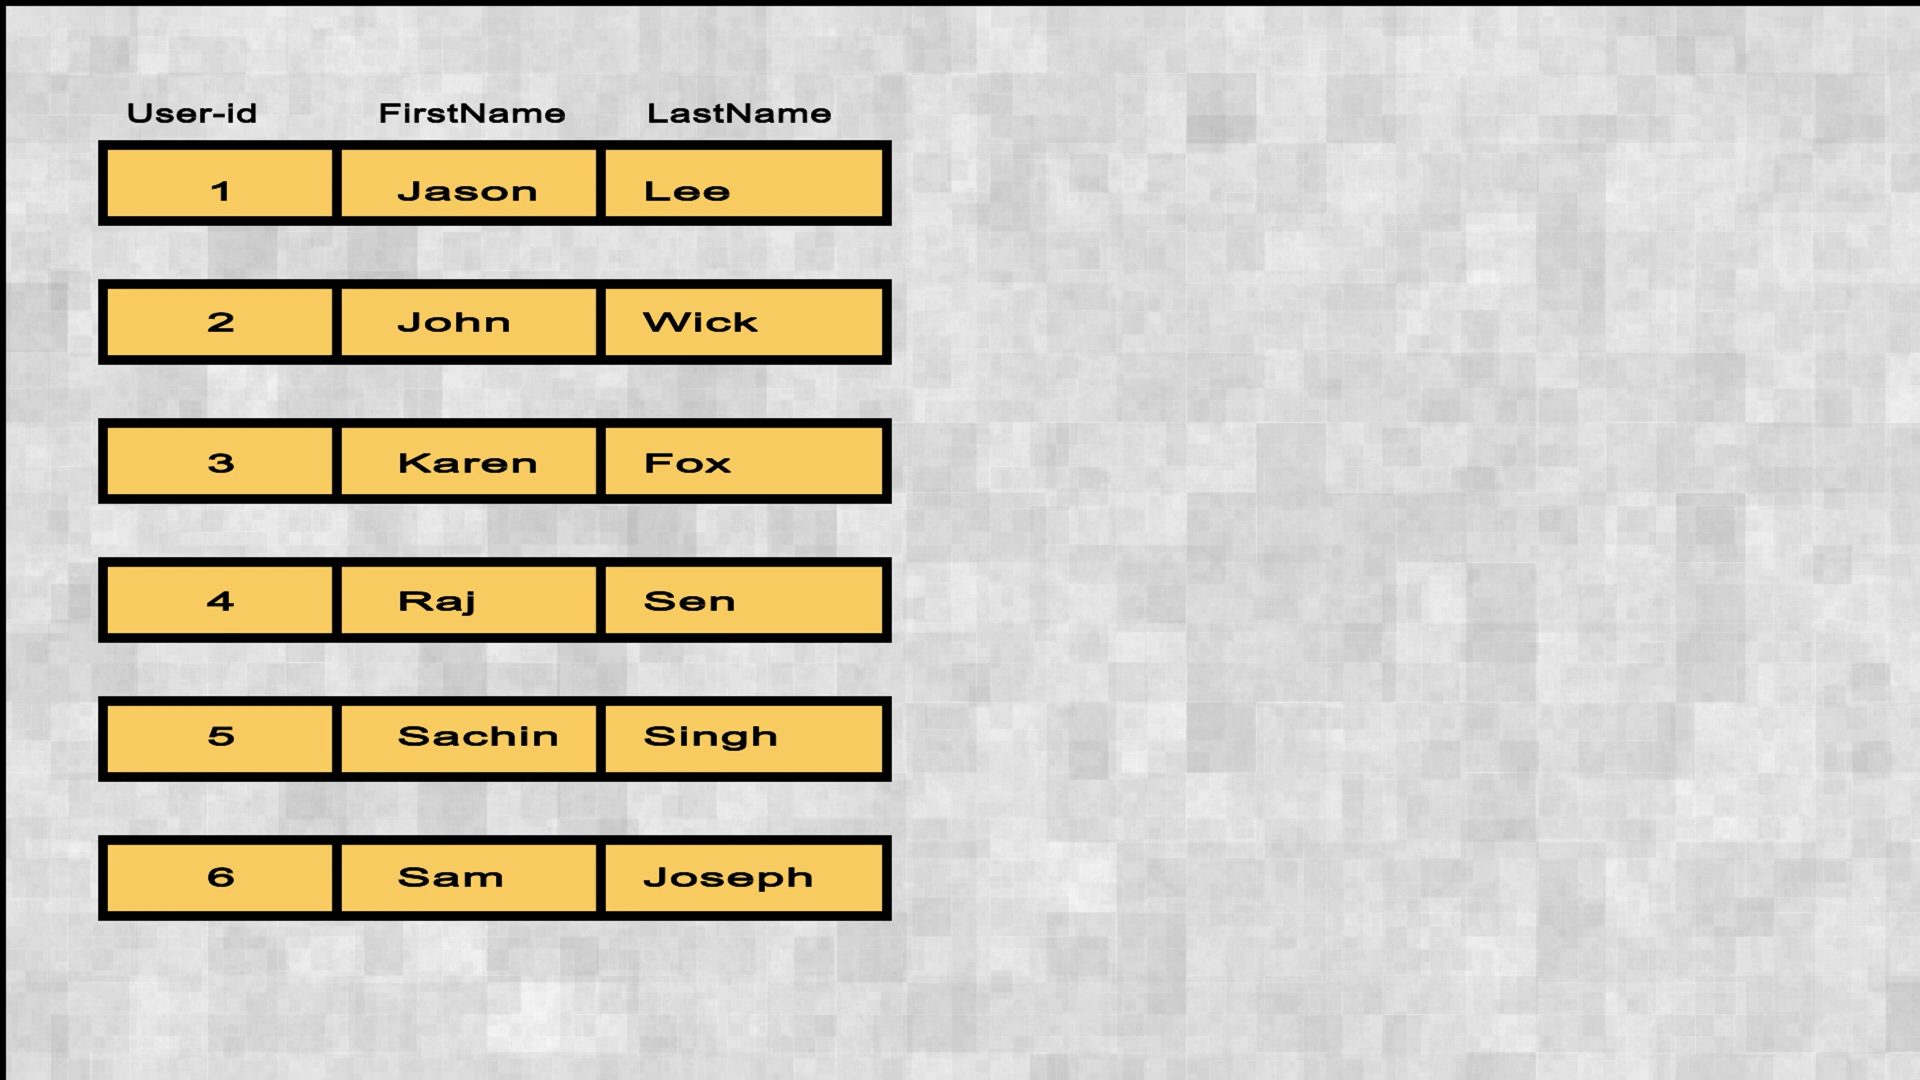 User-id FirstName LastName
1 Jason Lee
2 John Wick
3 Karen Fox
4 Raj Sen
5 Sachin Singh
6 Sam Joseph